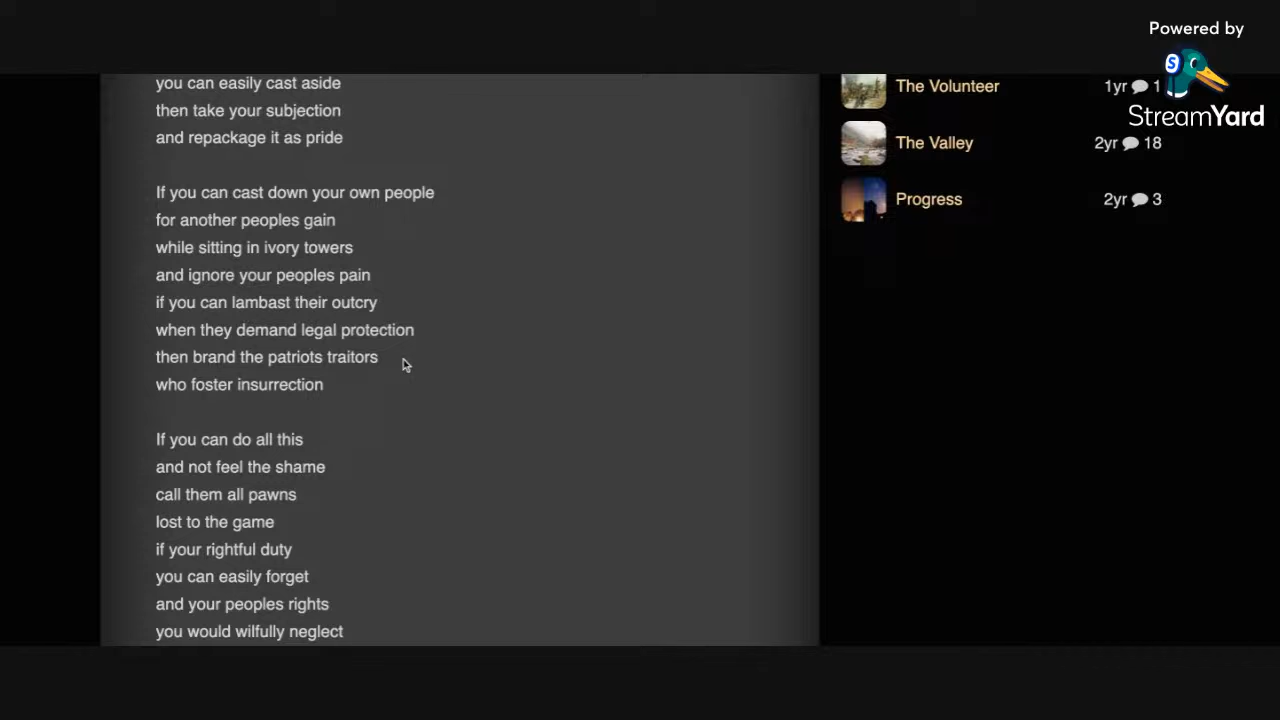 you can easily cast aside
then take your subjection
and repackage it as pride
If you can cast down your own people
for another peoples gain
while sitting in ivory towers
and ignore your peoples pain
if you can lambast their outcry
when they demand legal protection
then brand the patriots traitors
who foster insurrection
If you can do all this
and not feel the shame
call them all pawns
lost to the game
if your rightful duty
you can easily forget
and your peoples rights
you would wilfully neglect
Powered by
S
StreamYard
The Volunteer 1yr 1
The Valley 2yr 18
Progress 2yr 3